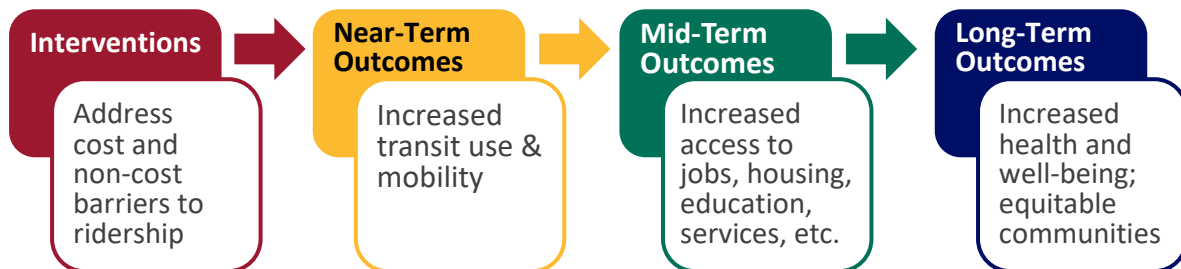 Interventions
Address
cost and
non-cost
barriers to
ridership
Near-Term
Outcomes
Increased
transit use &
mobility
Mid-Term
Outcomes
Increased
access to
jobs, housing,
education,
services, etc.
Long-Term
Outcomes
Increased
health and
well-being;
equitable
communities